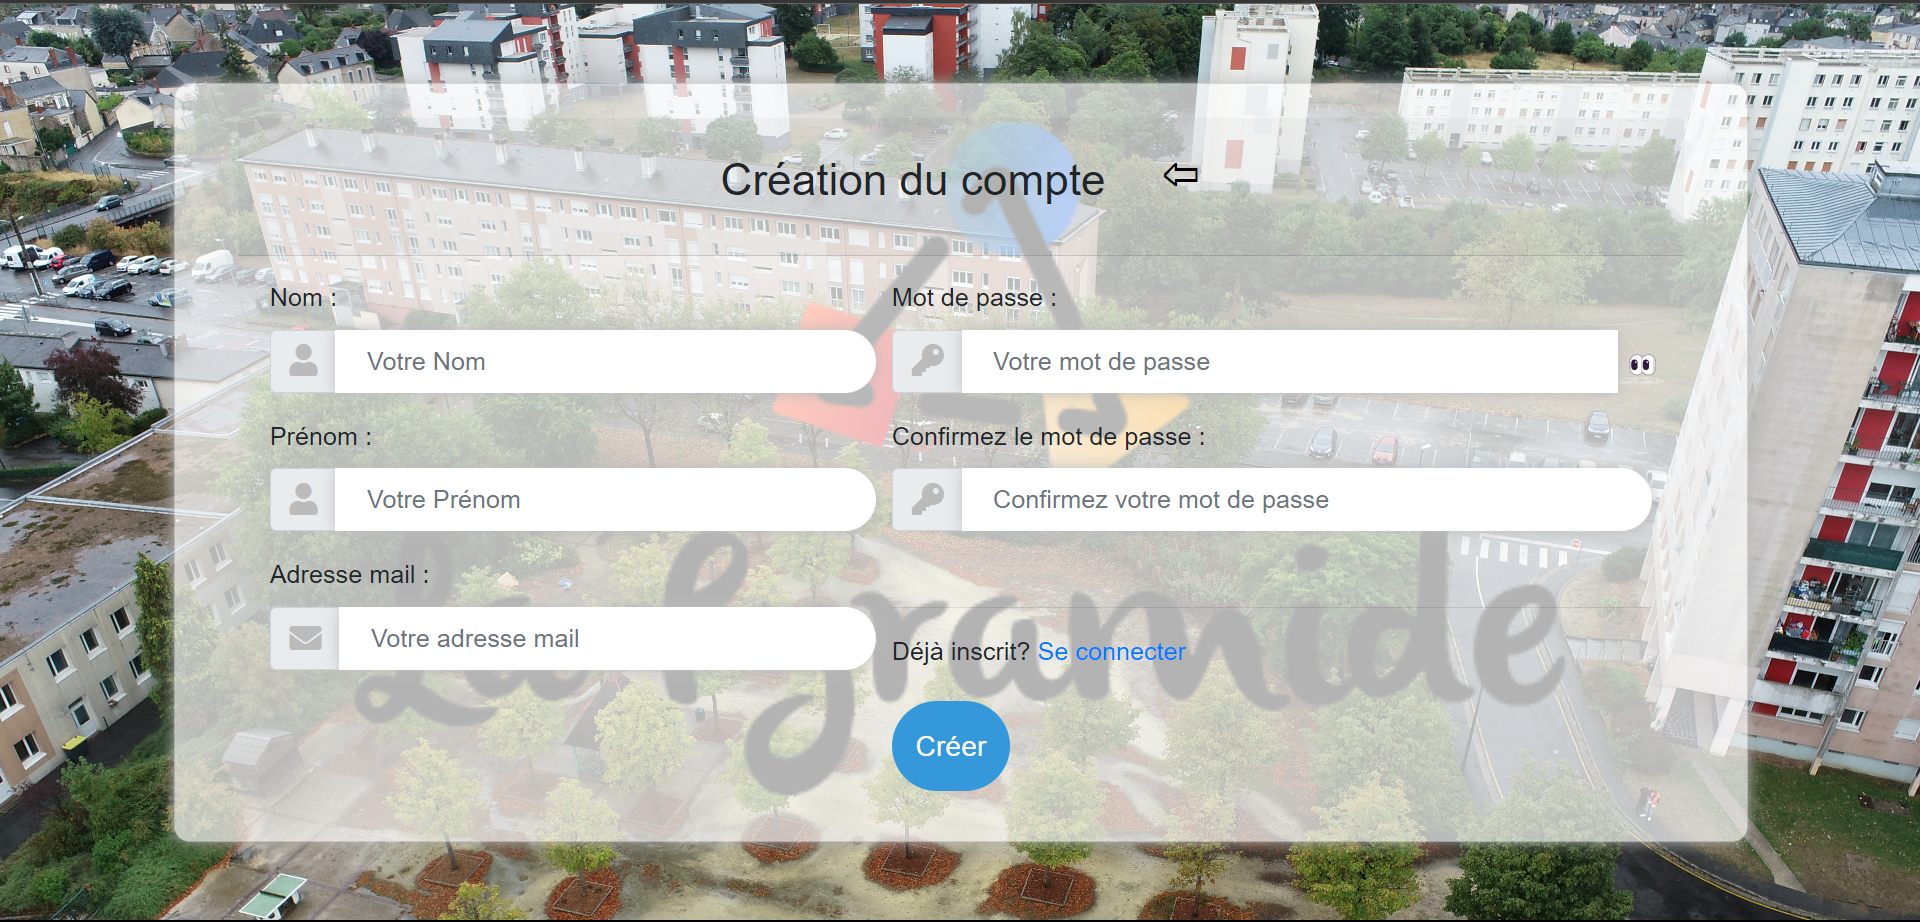 Création du compte
Nom :
Votre Nom
Prénom :
Votre Prénom
Adresse mail :
Votre adresse mail
Mot de passe :
Votre mot de passe
Confirmez le mot de passe :
Confirmez votre mot de passe
Déjà inscrit? Se connecter
Créer
La Pyramide